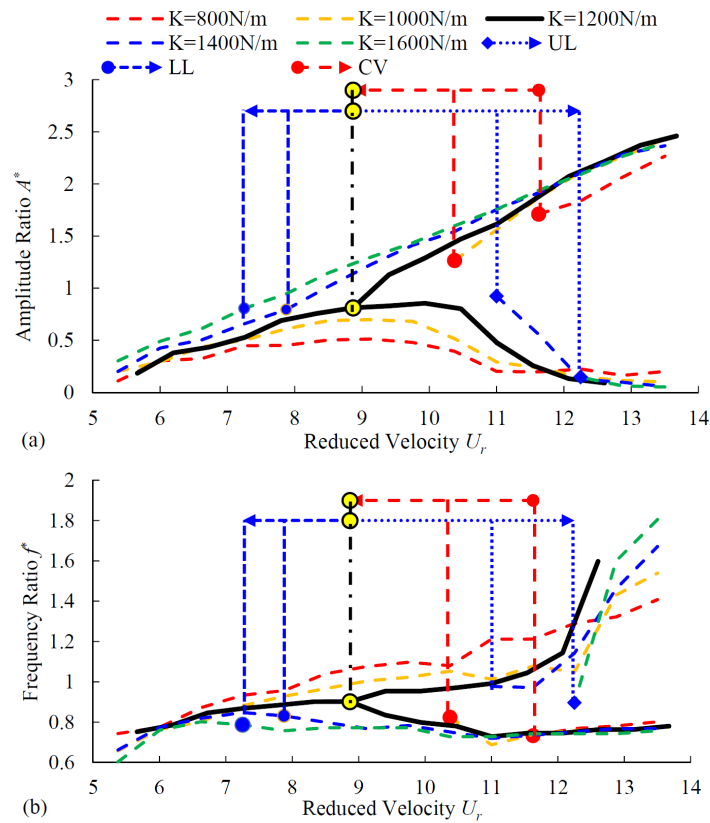 K=800N/m K=1000N/m K=1200N/m
K=1400N/m K=1600N/m UL
LL CV
3
2.5
2
1.5
1
0.5
0
Amplitude Ratio A*
5 6 7 8 9 10 11 12 13 14
(a) Reduced Velocity Ur
2
1.8
1.6
1.4
1.2
1
0.8
0.6
Frequency Ratio f*
5 6 7 8 9 10 11 12 13 14
(b) Reduced Velocity Ur